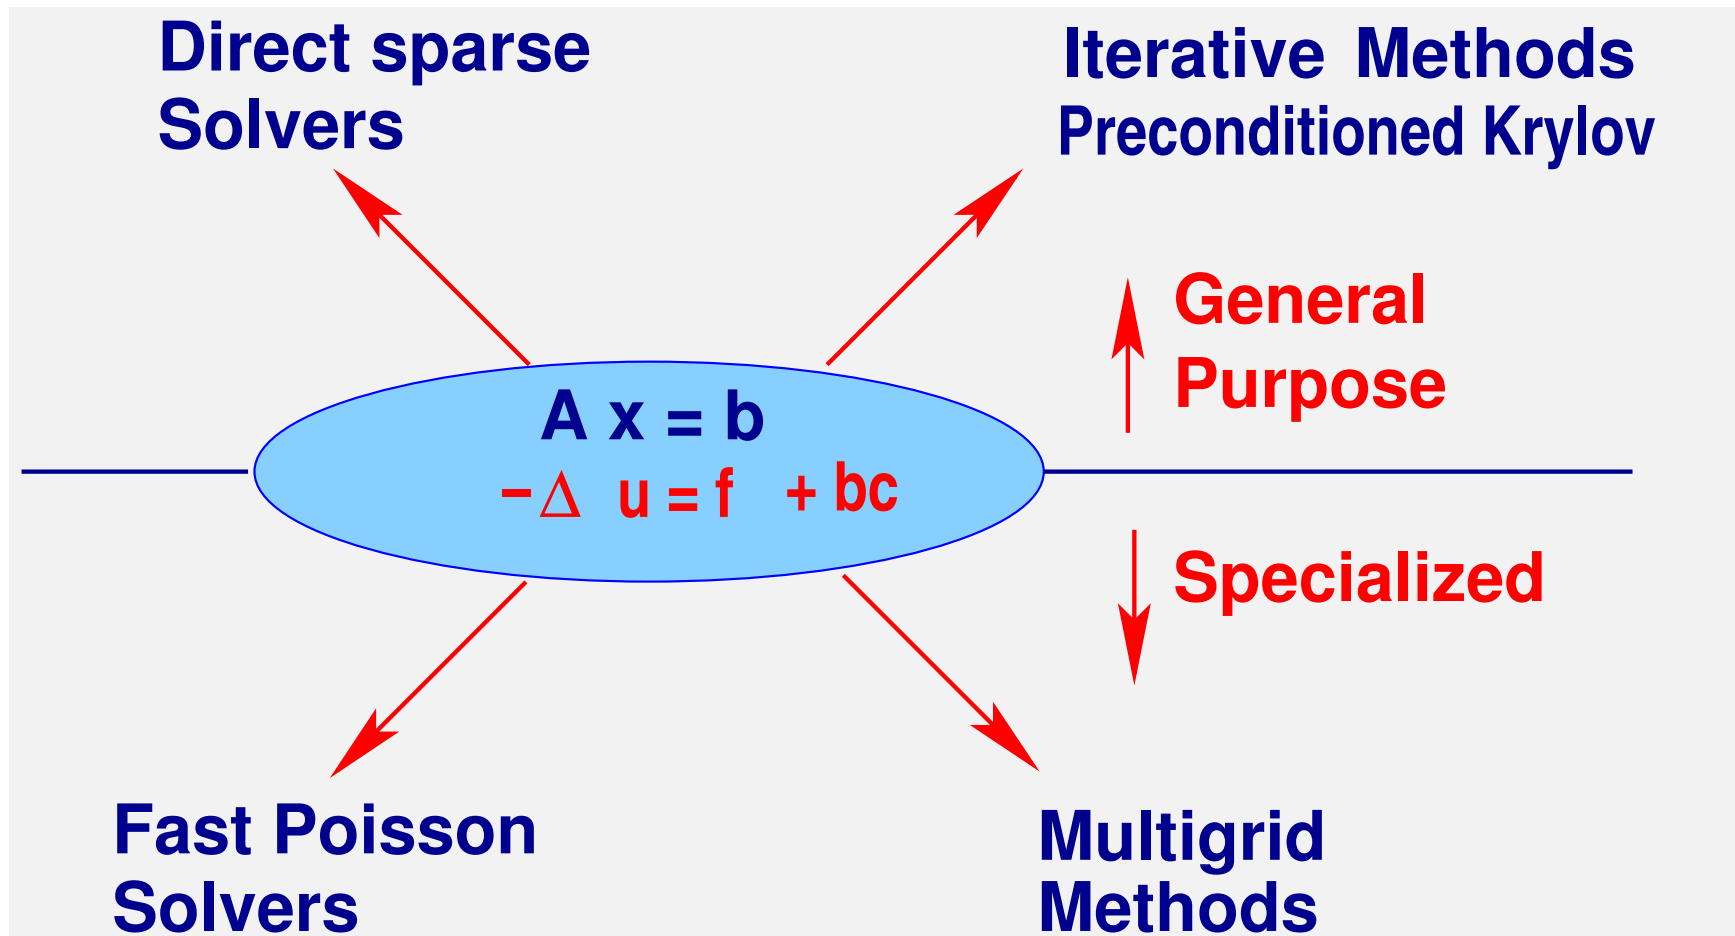 Direct sparse
Solvers
Iterative Methods
Preconditioned Krylov
General
Purpose
A x = b
−Δ u = f + bc
Specialized
Fast Poisson
Solvers
Multigrid
Methods